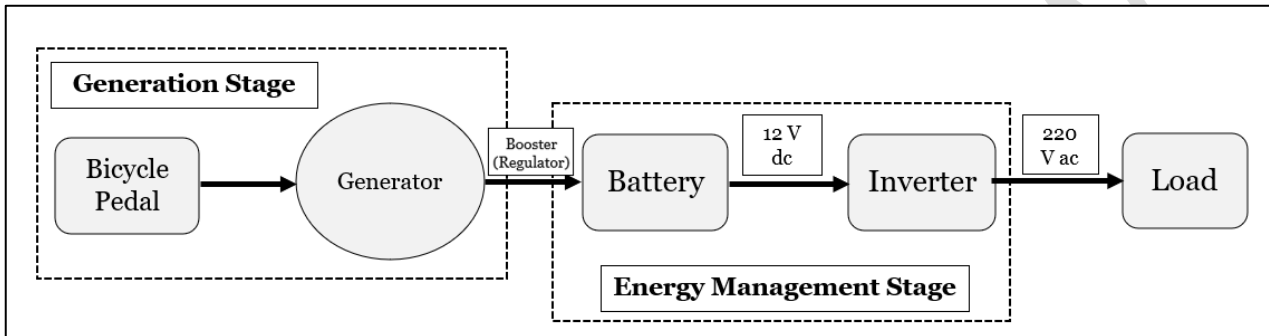 Generation Stage
Bicycle
Pedal
Generator
Booster
(Regulator)
Battery
12 V
dc
Inverter
220
V ac
Load
Energy Management Stage